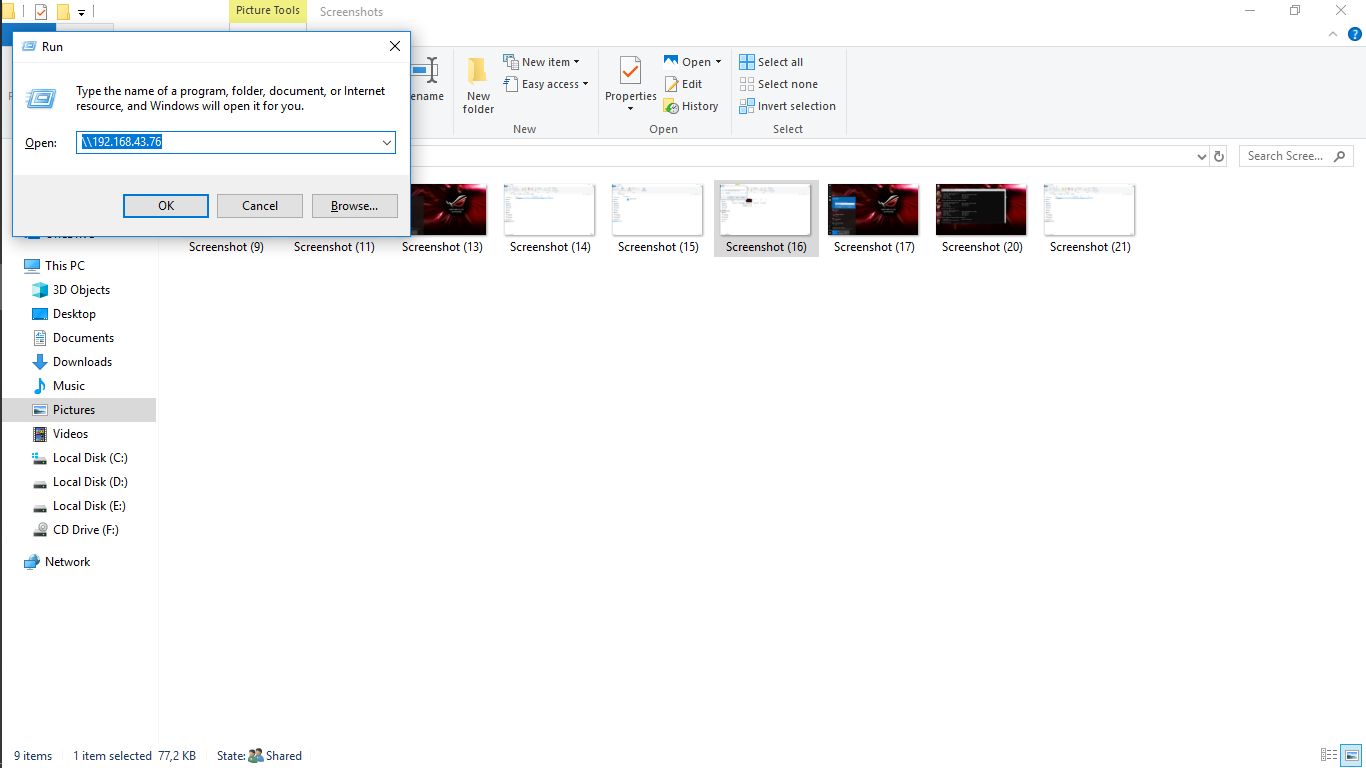 Picture Tools
Screenshots
Run
Type the name of a program, folder, document, or Internet
resource, and Windows will open it for you.
Open:
\\192.168.43.76
OK
Cancel
Browse...
ename
New
folder
New item
Easy access
New
Properties
Open
Edit
History
Open
Select all
Select none
Invert selection
Select
Search Scree...
Screenshot (9)
Screenshot (11)
Screenshot (13)
Screenshot (14)
Screenshot (15)
Screenshot (16)
Screenshot (17)
Screenshot (20)
Screenshot (21)
This PC
3D Objects
Desktop
Documents
Downloads
Music
Pictures
Videos
Local Disk (C:)
Local Disk (D:)
Local Disk (E:)
CD Drive (F:)
Network
9 items
1 item selected 77,2 KB
State: Shared